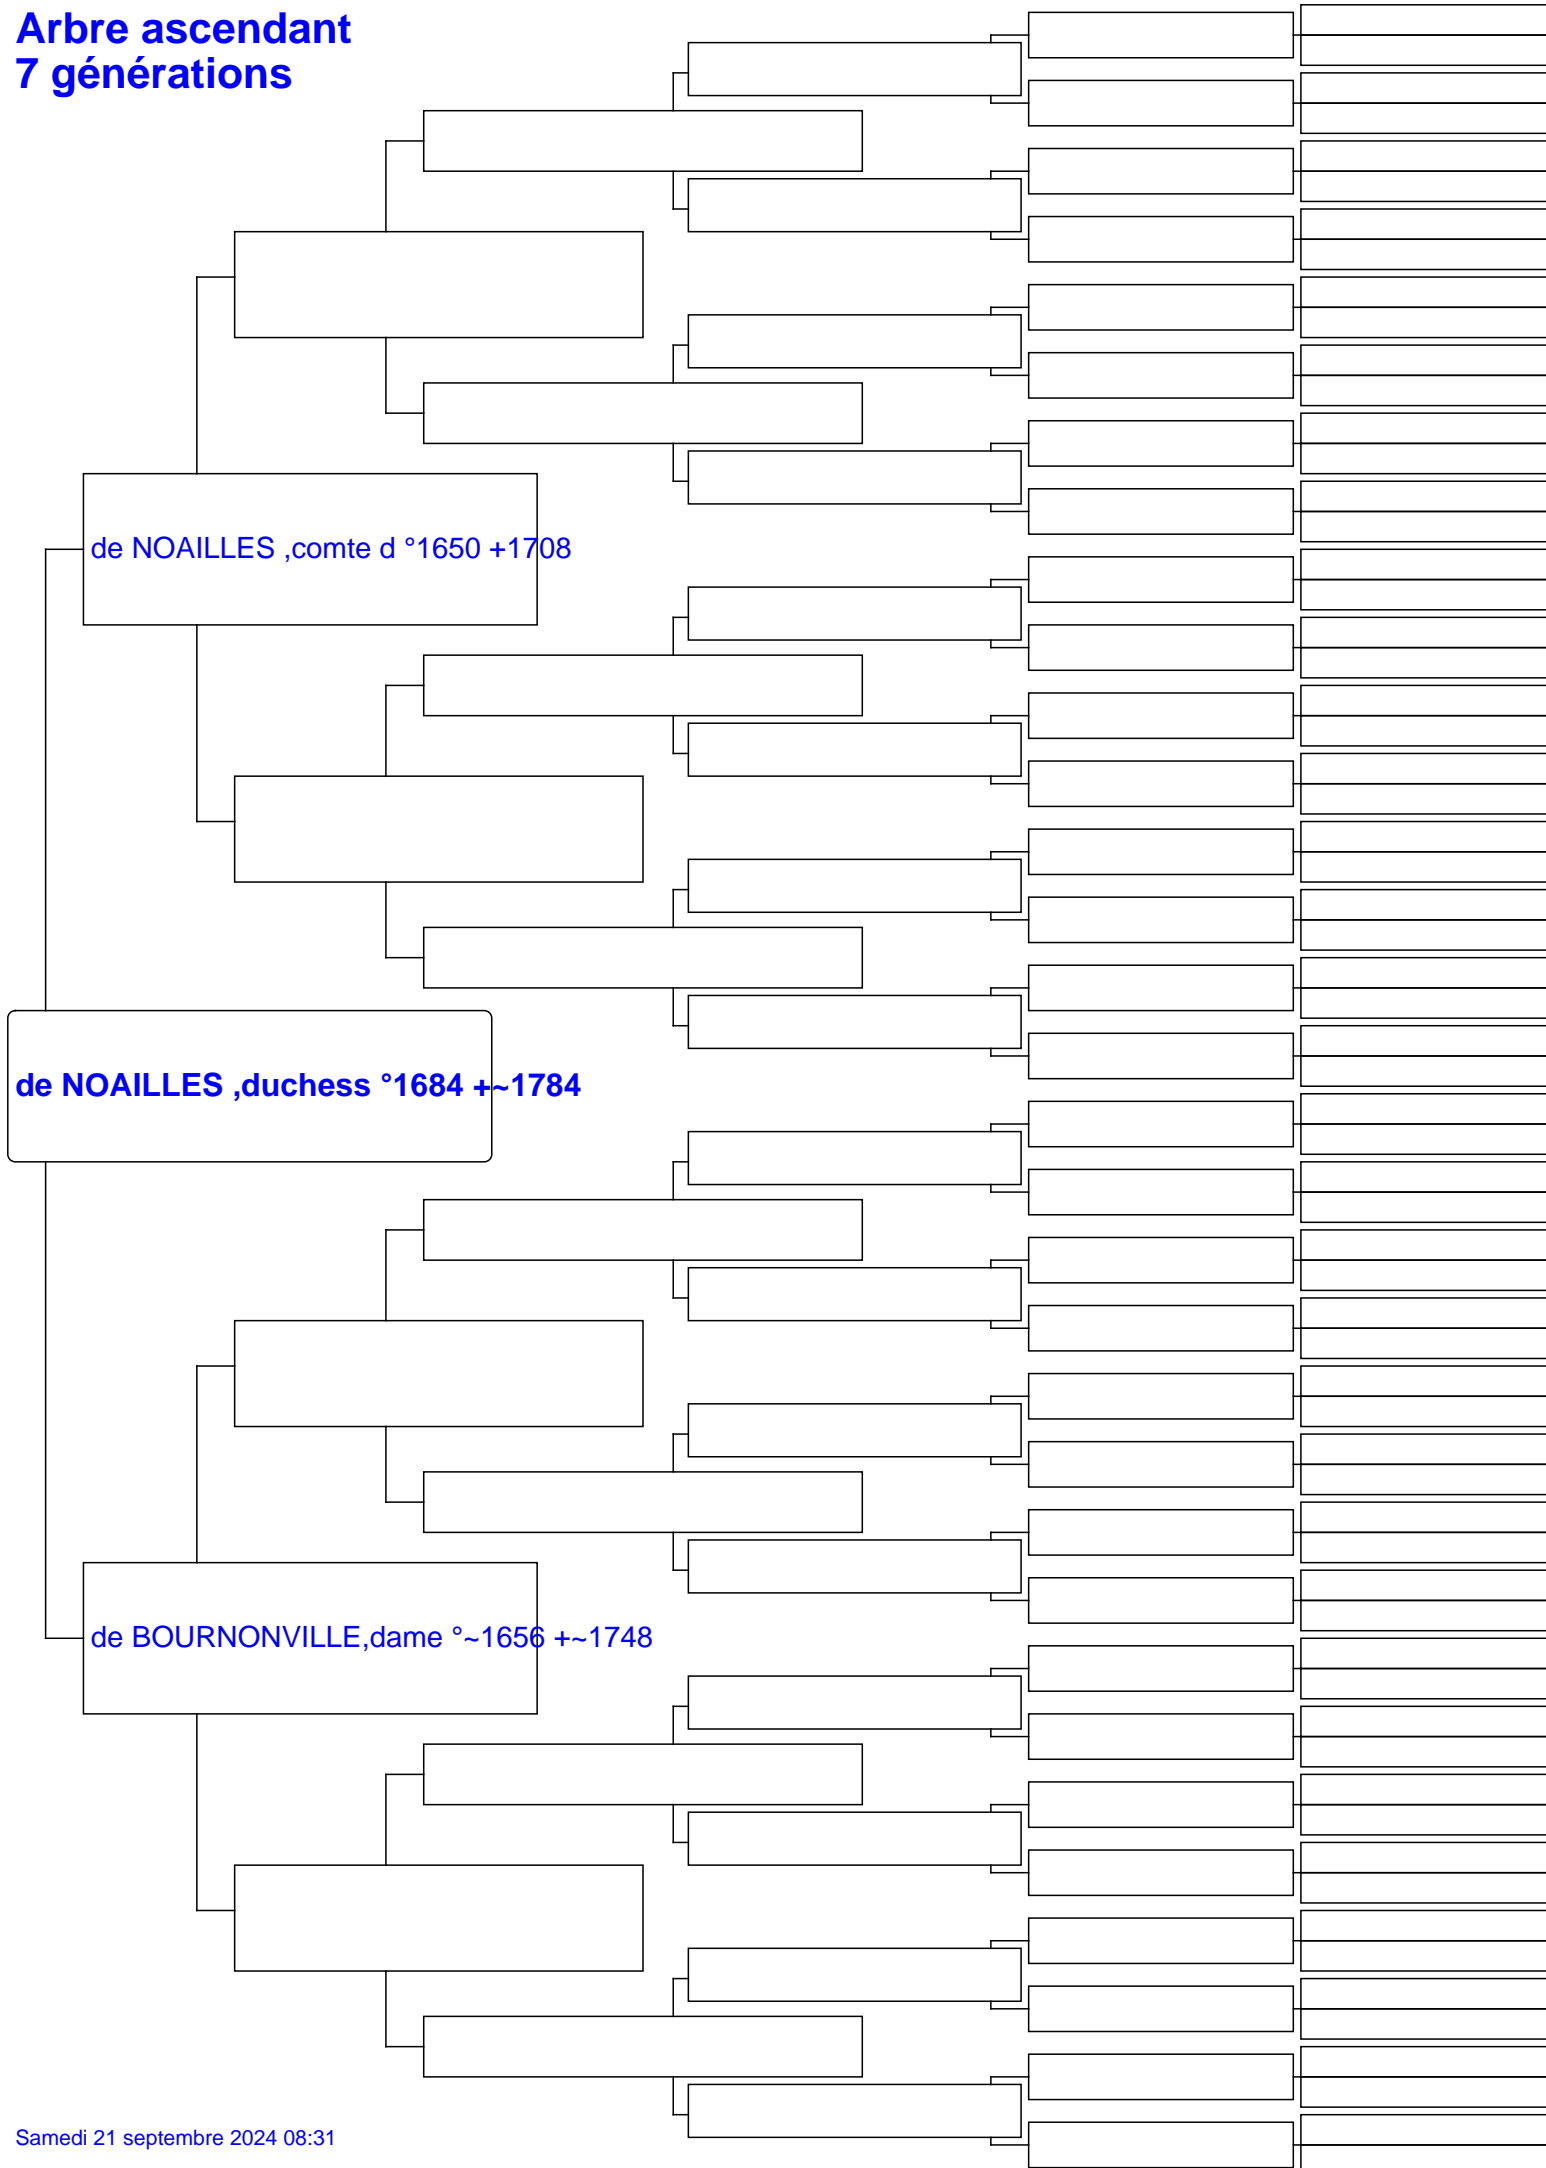 Arbre ascendant
7 générations
de NOAILLES ,comte d °1650 +1708
de NOAILLES ,duchess °1684 +~1784
de BOURNONVILLE,dame °~1656 +~1748
Samedi 21 septembre 2024 08:31